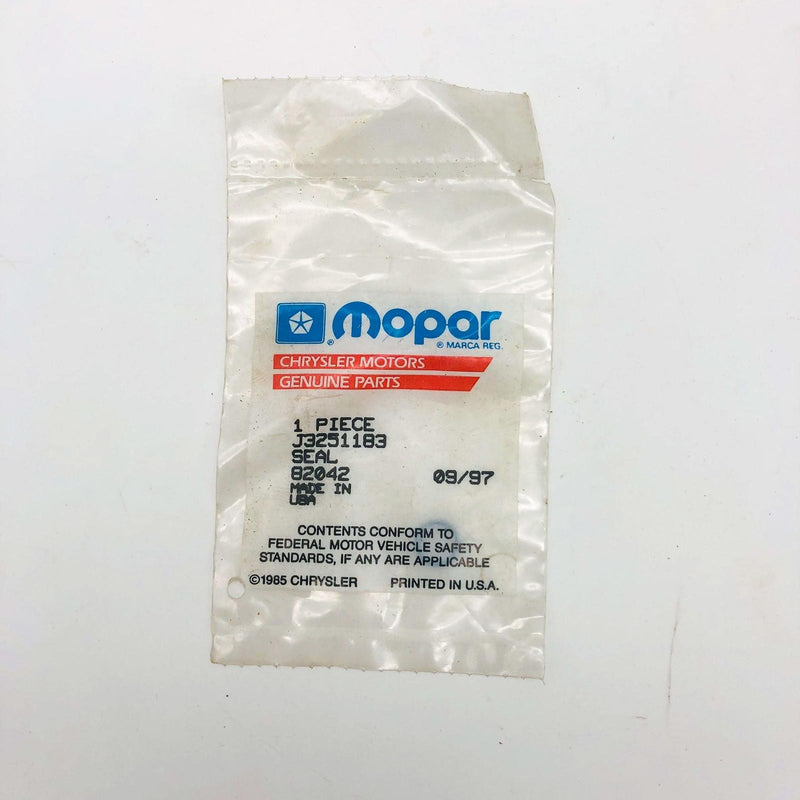 mopar
® ® MARCA REG.
CHRYSLER MOTORS
GENUINE PARTS
1 PIECE
J3251183
SEAL
82042 09/97
MADE IN
USA
CONTENTS CONFORM TO
FEDERAL MOTOR VEHICLE SAFETY
STANDARDS, IF ANY ARE APPLICABLE
©1985 CHRYSLER PRINTED IN U.S.A.